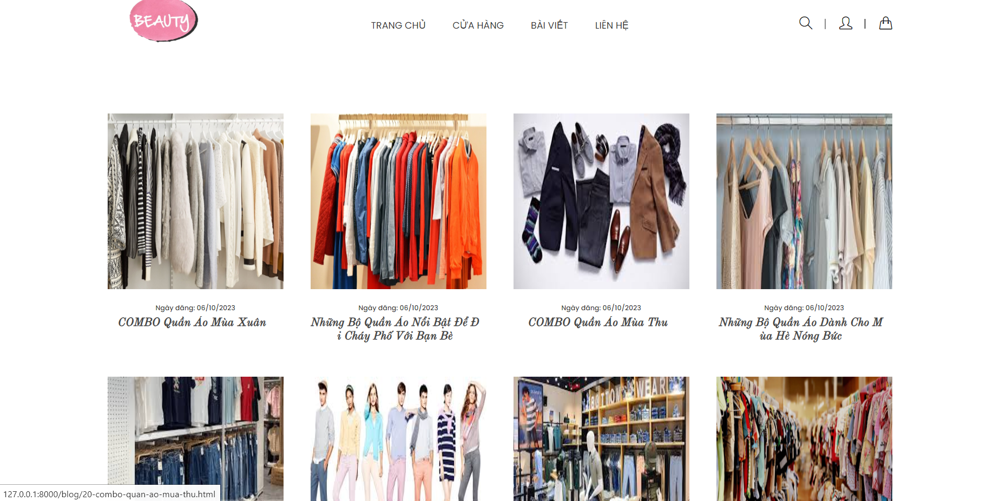 BEAUTY
TRANG CHỦ
CỬA HÀNG
BÀI VIẾT
LIÊN HỆ
Ngày đăng: 06/10/2023
COMBO Quần Áo Mùa Xuân
Ngày đăng: 06/10/2023
Những Bộ Quần Áo Nổi Bật Để Đ
i Cháy Phố Với Bạn Bè
Ngày đăng: 06/10/2023
COMBO Quần Áo Mùa Thu
Ngày đăng: 06/10/2023
Những Bộ Quần Áo Dành Cho M
ùa Hè Nóng Bức
BOTTOM WEAR
127.0.0.1:8000/blog/20-combo-quan-ao-mua-thu.html